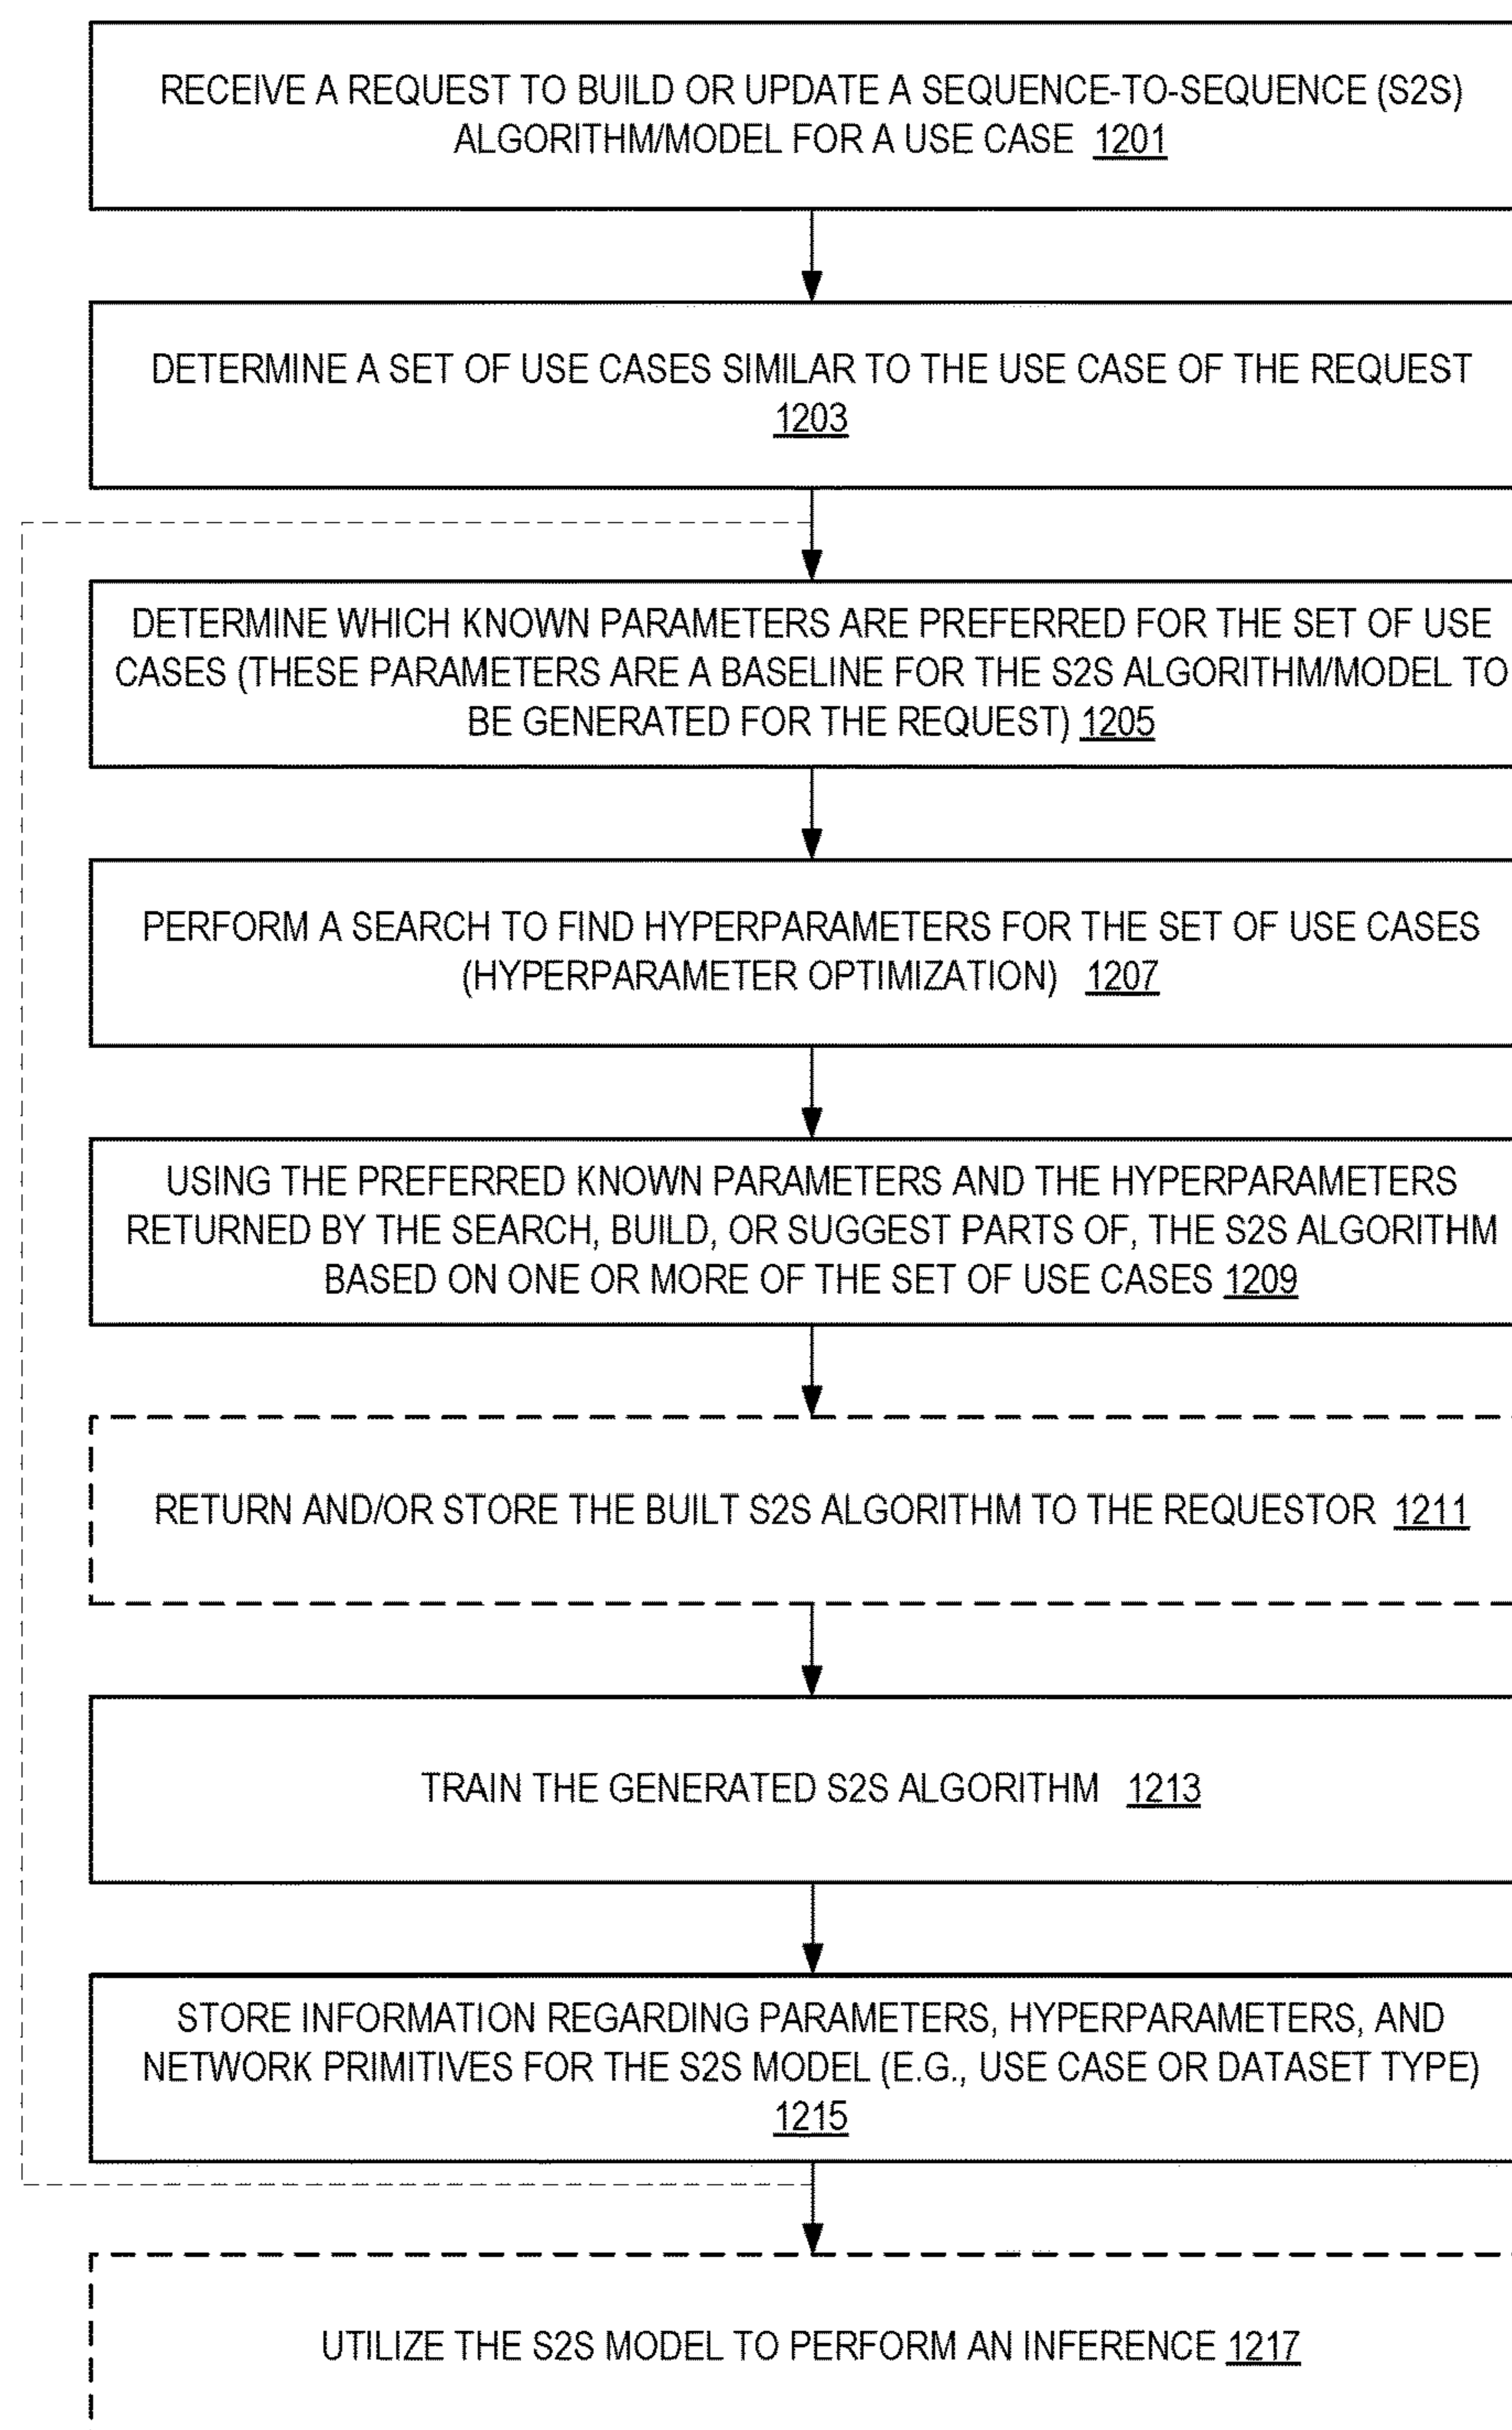 RECEIVE A REQUEST TO BUILD OR UPDATE A SEQUENCE-TO-SEQUENCE (S2S)
ALGORITHM/MODEL FOR A USE CASE 1201
DETERMINE A SET OF USE CASES SIMILAR TO THE USE CASE OF THE REQUEST
1203
DETERMINE WHICH KNOWN PARAMETERS ARE PREFERRED FOR THE SET OF USE
CASES (THESE PARAMETERS ARE A BASELINE FOR THE S2S ALGORITHM/MODEL TO
BE GENERATED FOR THE REQUEST) 1205
PERFORM A SEARCH TO FIND HYPERPARAMETERS FOR THE SET OF USE CASES
(HYPERPARAMETER OPTIMIZATION) 1207
USING THE PREFERRED KNOWN PARAMETERS AND THE HYPERPARAMETERS
RETURNED BY THE SEARCH, BUILD, OR SUGGEST PARTS OF, THE S2S ALGORITHM
BASED ON ONE OR MORE OF THE SET OF USE CASES 1209
RETURN AND/OR STORE THE BUILT S2S ALGORITHM TO THE REQUESTOR 1211
TRAIN THE GENERATED S2S ALGORITHM 1213
STORE INFORMATION REGARDING PARAMETERS, HYPERPARAMETERS, AND
NETWORK PRIMITIVES FOR THE S2S MODEL (E.G., USE CASE OR DATASET TYPE)
1215
UTILIZE THE S2S MODEL TO PERFORM AN INFERENCE 1217